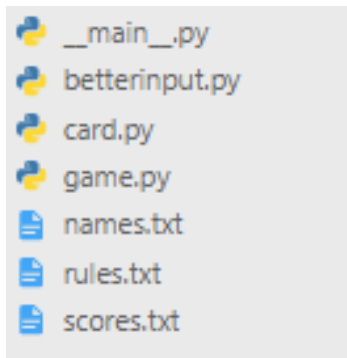 __main__.py
betterinput.py
card.py
game.py
names.txt
rules.txt
scores.txt